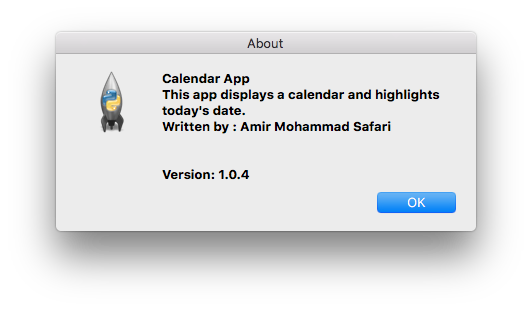 About
Calendar App
This app displays a calendar and highlights
today's date.
Written by : Amir Mohammad Safari
Version: 1.0.4
OK